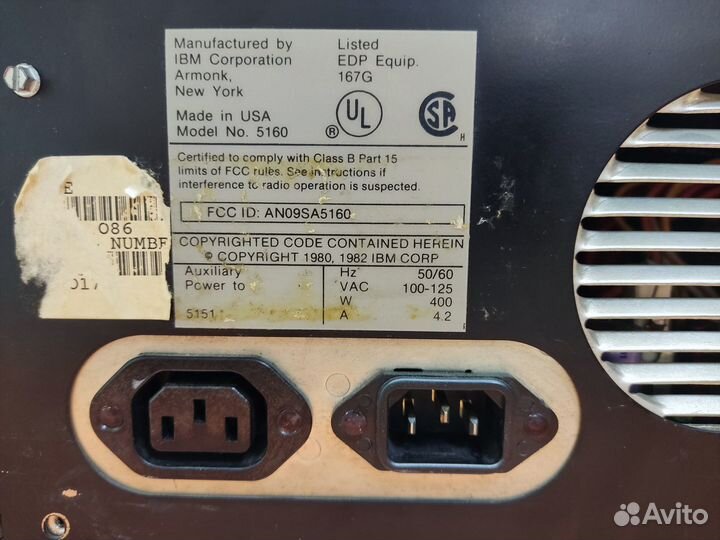 Manufactured by
IBM Corporation
Armonk,
New York
Listed
EDP Equip.
167G
Made in USA
Model No. 5160
UL
®
SA
H
Certified to comply with Class B Part 15
limits of FCC rules. See instructions if
interference to radio operation is suspected.
FCC ID: AN09SA5160
COPYRIGHTED CODE CONTAINED HEREIN
© COPYRIGHT 1980, 1982 IBM CORP
Auxiliary Hz 50/60
Power to VAC 100-125
W 400
5151 A 4.2
E
086
NUMBE
017
Avito